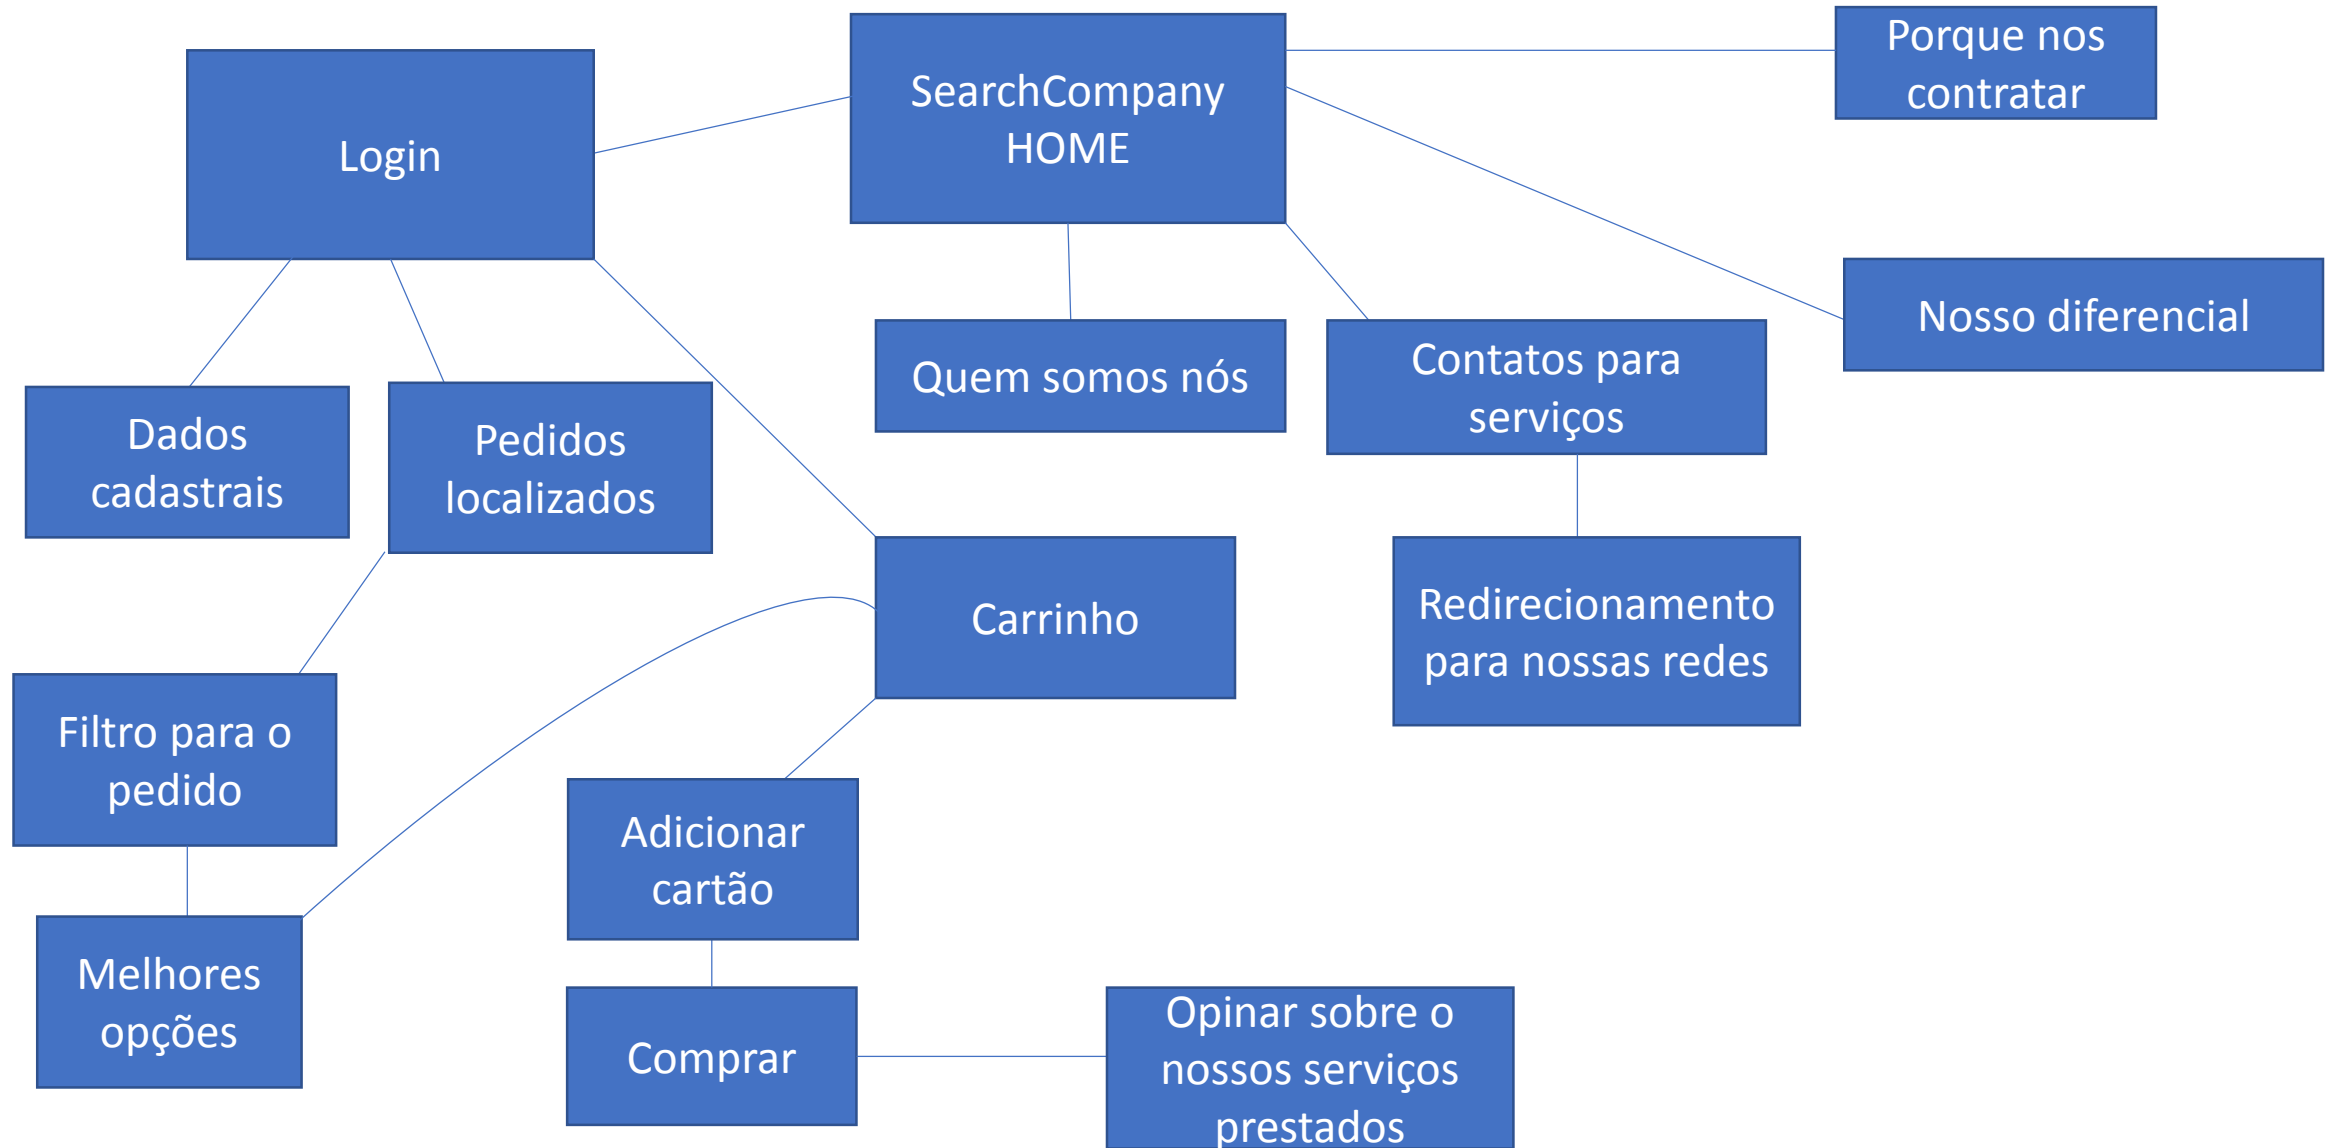 Login
SearchCompany
HOME
Porque nos
contratar
Nosso diferencial
Quem somos nós
Contatos para
serviços
Dados
cadastrais
Pedidos
localizados
Carrinho
Redirecionamento
para nossas redes
Filtro para o
pedido
Adicionar
cartão
Melhores
opções
Comprar
Opinar sobre o
nossos serviços
prestados